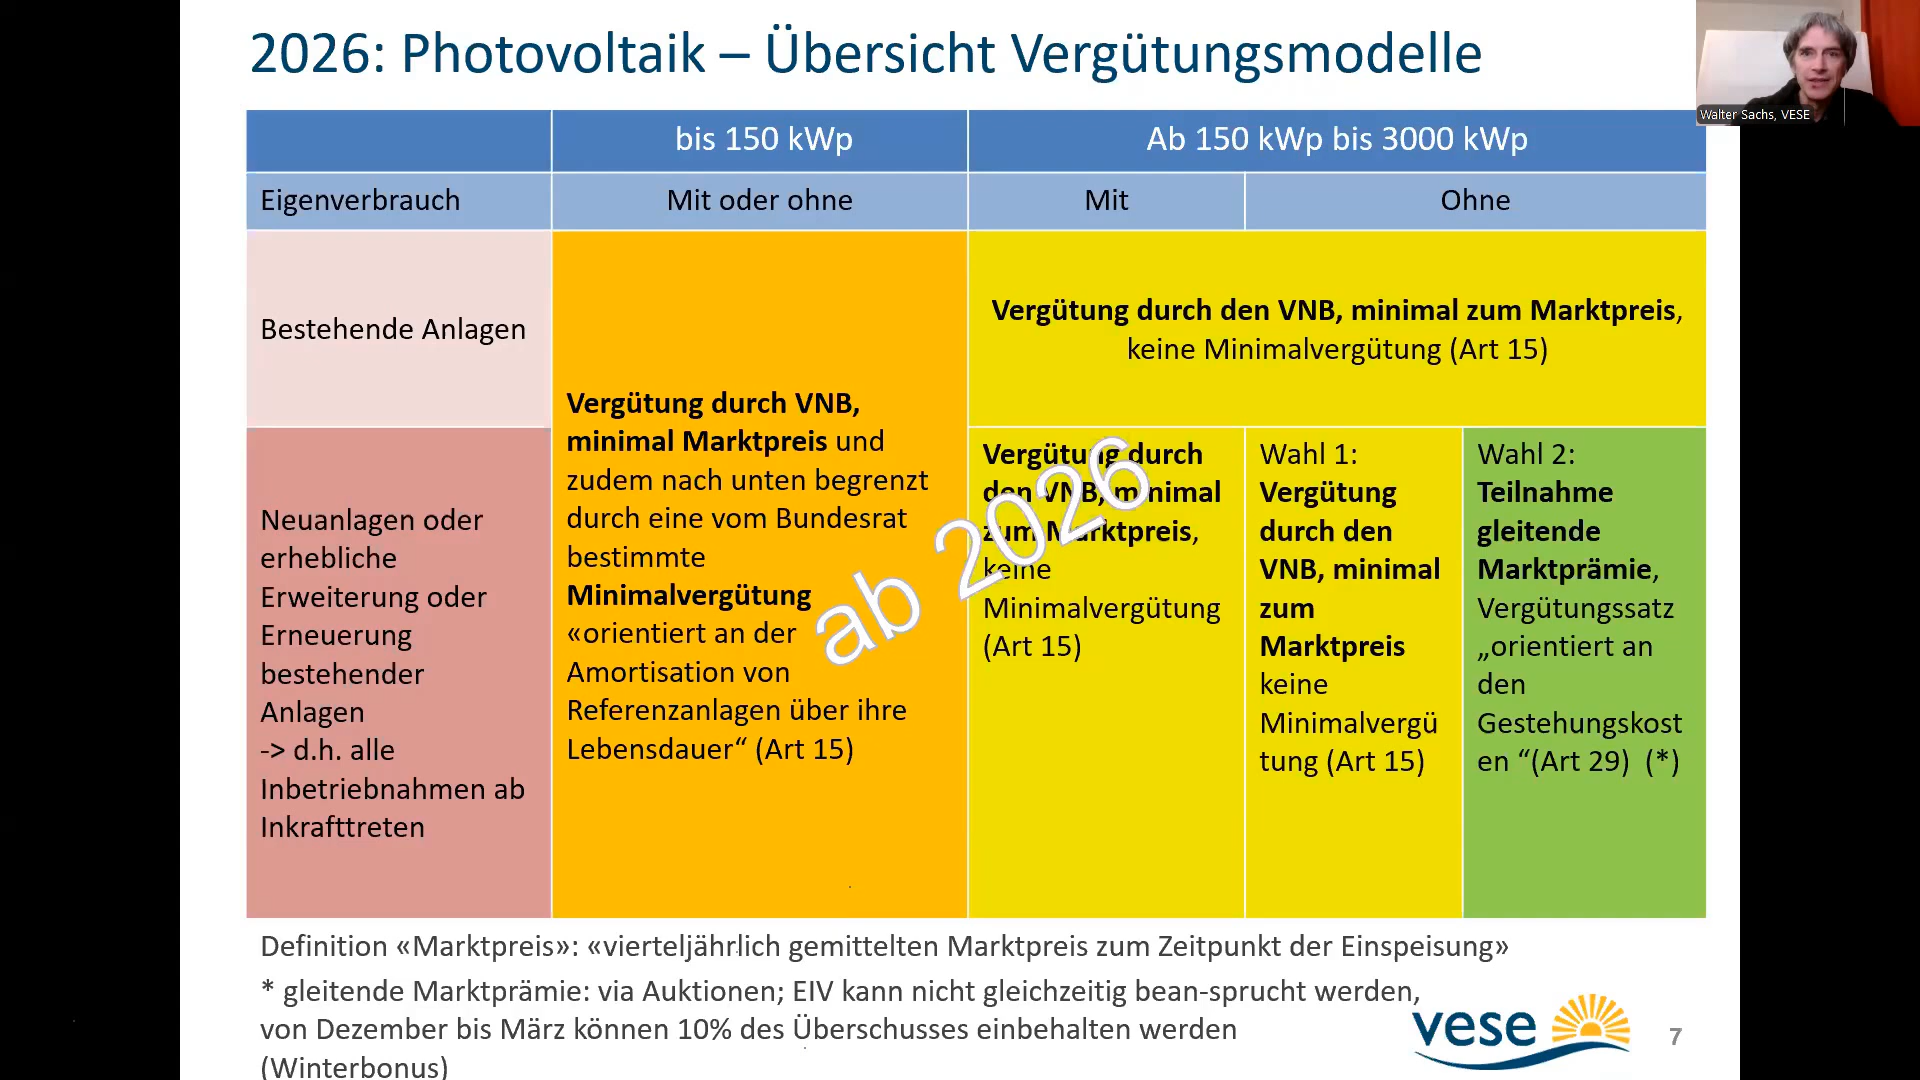 2026: Photovoltaik – Übersicht Vergütungsmodelle
Walter Sachs, VESE
bis 150 kWp
Ab 150 kWp bis 3000 kWp
Eigenverbrauch
Mit oder ohne
Mit
Ohne
Bestehende Anlagen
Vergütung durch den VNB, minimal zum Marktpreis,
keine Minimalvergütung (Art 15)
Neuanlagen oder
erhebliche
Erweiterung oder
Erneuerung
bestehender
Anlagen
-> d.h. alle
Inbetriebnahmen ab
Inkrafttreten
Vergütung durch VNB,
minimal Marktpreis und
zudem nach unten begrenzt
durch eine vom Bundesrat
bestimmte
Minimalvergütung
«orientiert an der
Amortisation von
Referenzanlagen über ihre
Lebensdauer“ (Art 15)
Vergütung durch
den VNB, minimal
zum Marktpreis,
keine
Minimalvergütung
(Art 15)
Wahl 1:
Vergütung
durch den
VNB, minimal
zum
Marktpreis
keine
Minimalvergü
tung (Art 15)
Wahl 2:
Teilnahme
gleitende
Marktprämie,
Vergütungssatz
„orientiert an
den
Gestehungskost
en “(Art 29) (*)
ab 2026
Definition «Marktpreis»: «vierteljährlich gemittelten Marktpreis zum Zeitpunkt der Einspeisung»
* gleitende Marktprämie: via Auktionen; EIV kann nicht gleichzeitig bean-sprucht werden,
von Dezember bis März können 10% des Überschusses einbehalten werden
(Winterbonus)
vese
7